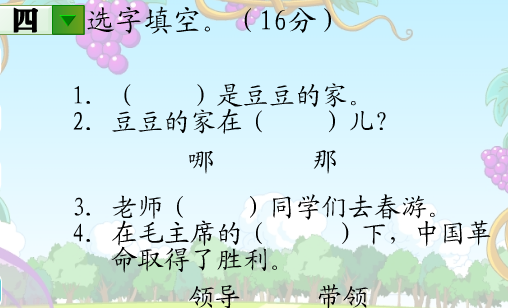 四 选字填空。（16分）
1. （　　）是豆豆的家。
2. 豆豆的家在（　　）儿？
哪　　那
3. 老师（　　）同学们去春游。
4. 在毛主席的（　　）下，中国革
命取得了胜利。
领导　　带领